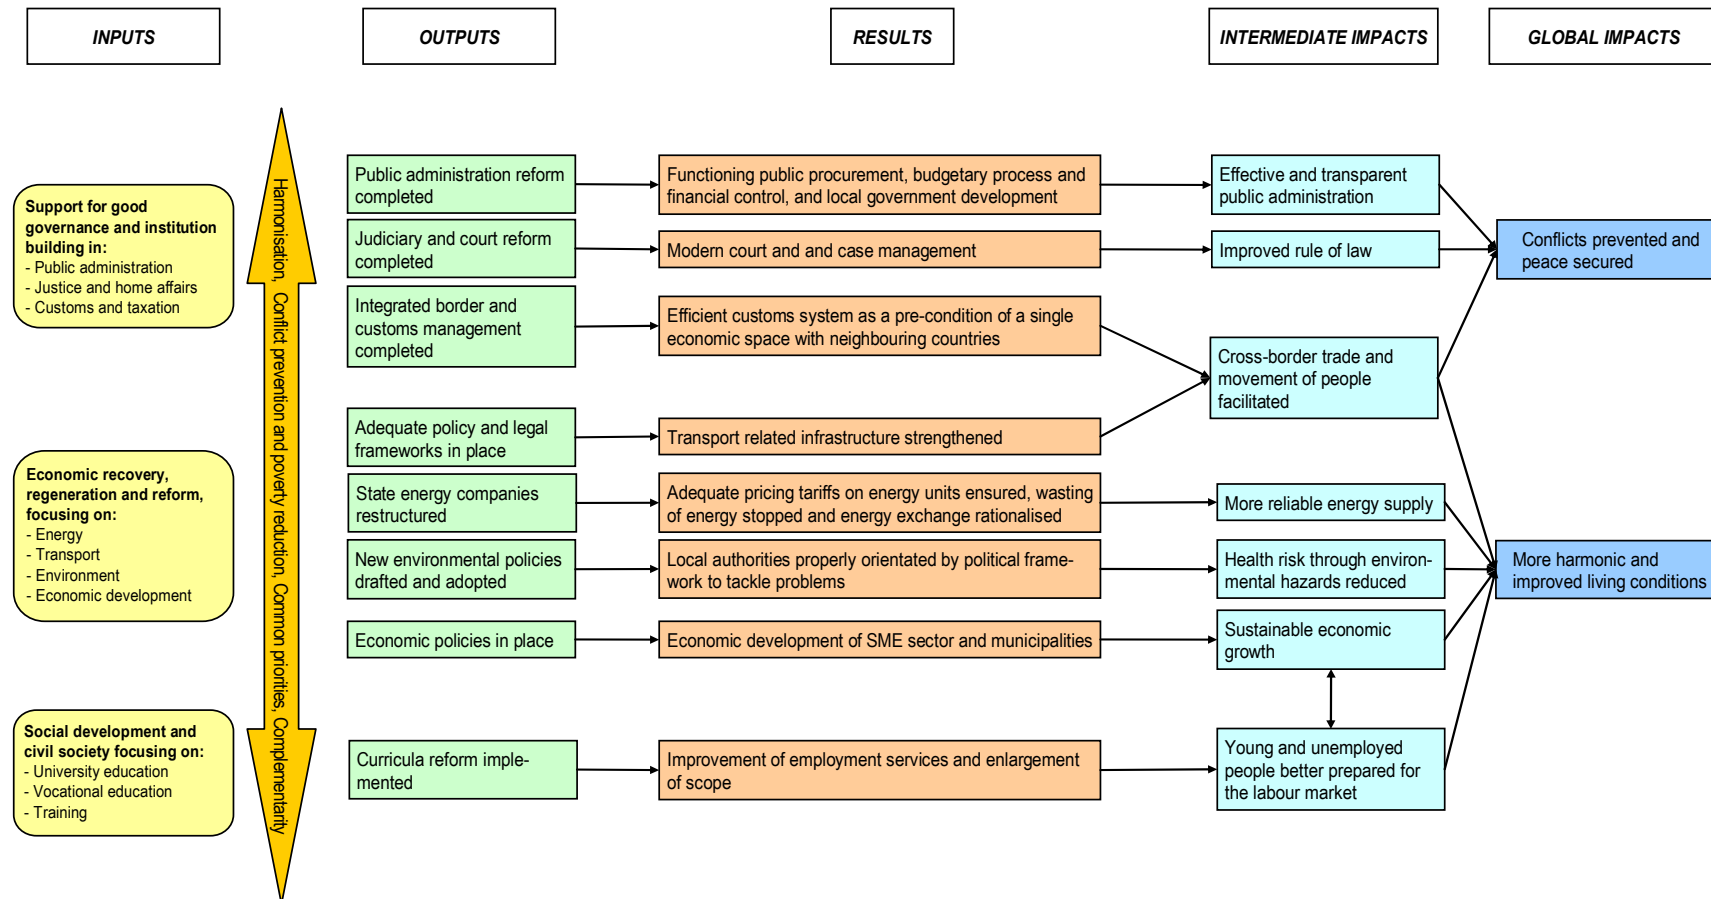 INPUTS
OUTPUTS
RESULTS
INTERMEDIATE IMPACTS
GLOBAL IMPACTS
Support for good
governance and institution
building in:
- Public administration
- Justice and home affairs
- Customs and taxation
Economic recovery,
regeneration and reform,
focusing on:
- Energy
- Transport
- Environment
- Economic development
Social development and
civil society focusing on:
- University education
- Vocational education
- Training
Harmonisation, Conflict prevention and poverty reduction, Common priorities, Complementarity
Public administration reform
completed
Judiciary and court reform
completed
Integrated border and
customs management
completed
Adequate policy and legal
frameworks in place
State energy companies
restructured
New environmental policies
drafted and adopted
Economic policies in place
Curricula reform imple-
mented
Functioning public procurement, budgetary process and
financial control, and local government development
Modern court and and case management
Efficient customs system as a pre-condition of a single
economic space with neighbouring countries
Transport related infrastructure strengthened
Adequate pricing tariffs on energy units ensured, wasting
of energy stopped and energy exchange rationalised
Local authorities properly orientated by political frame-
work to tackle problems
Economic development of SME sector and municipalities
Improvement of employment services and enlargement
of scope
Effective and transparent
public administration
Improved rule of law
Cross-border trade and
movement of people
facilitated
More reliable energy supply
Health risk through environ-
mental hazards reduced
Sustainable economic
growth
Young and unemployed
people better prepared for
the labour market
Conflicts prevented and
peace secured
More harmonic and
improved living conditions